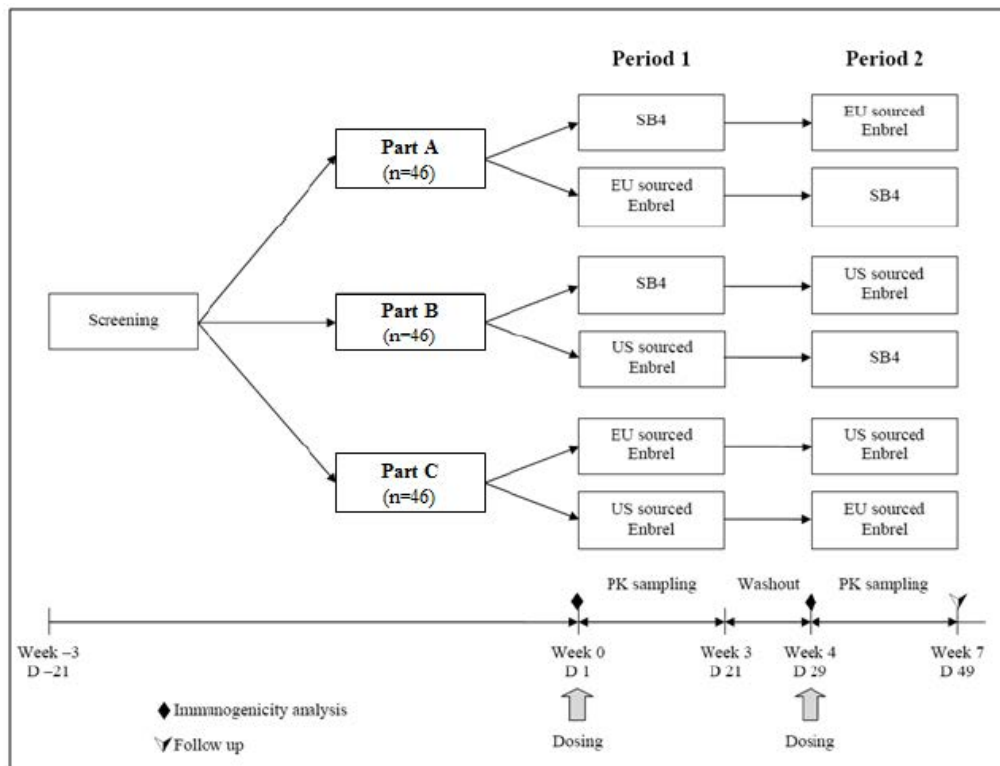 Period 1
Period 2
Part A
(n=46)
SB4
EU sourced
Enbrel
EU sourced
Enbrel
SB4
Screening
Part B
(n=46)
SB4
US sourced
Enbrel
US sourced
Enbrel
SB4
Part C
(n=46)
EU sourced
Enbrel
US sourced
Enbrel
US sourced
Enbrel
EU sourced
Enbrel
PK sampling
Washout
PK sampling
Week –3
D –21
Week 0
D 1
Week 3
D 21
Week 4
D 29
Week 7
D 49
Immunogenicity analysis
Follow up
Dosing
Dosing